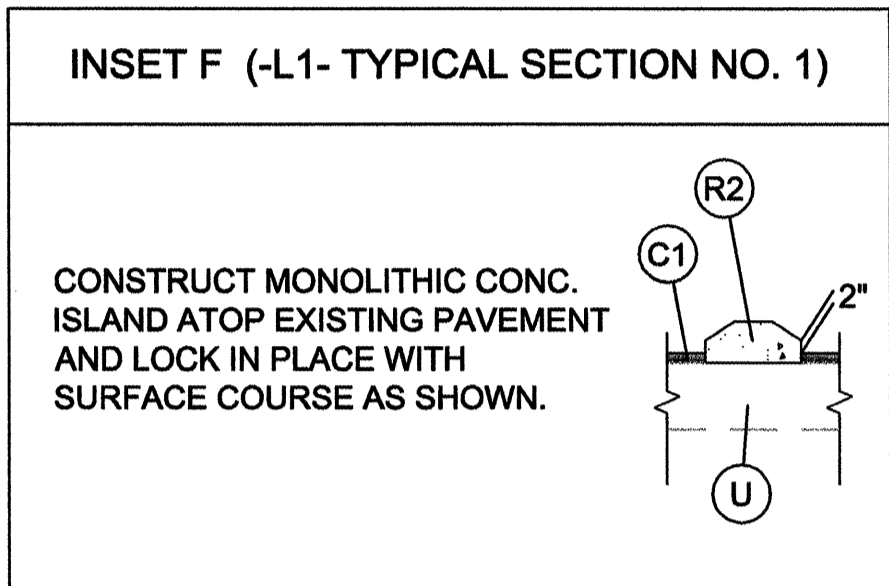 INSET F (-L1- TYPICAL SECTION NO. 1)
R2
C1
2"
CONSTRUCT MONOLITHIC CONC.
ISLAND ATOP EXISTING PAVEMENT
AND LOCK IN PLACE WITH
SURFACE COURSE AS SHOWN.
U